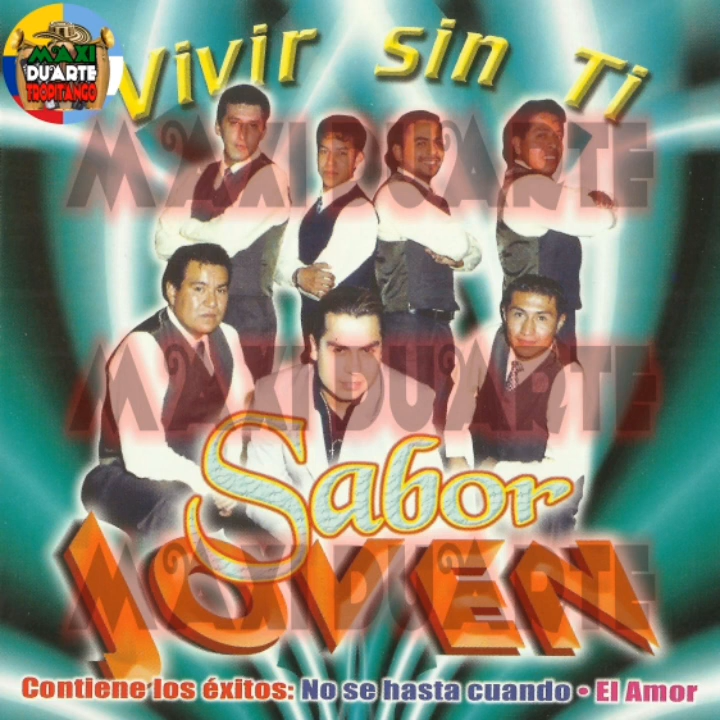 MAXI
DUARTE
TROPITANGO
Vivir sin Ti
MAXIDUARTE
MAXIDUARTE
Sabor
MAXIDUARTE
JOVEN
Contiene los éxitos: No se hasta cuando • El Amor